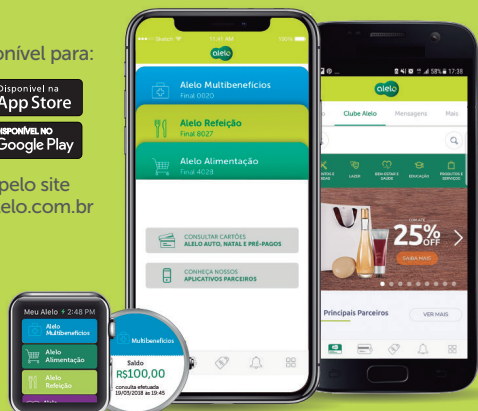 onível para:
Disponível na
App Store
DISPONÍVEL NO
Google Play
pelo site
elo.com.br
Sketch
11:41 AM
100%
alelo
Alelo Multibenefícios
Final 0020
Alelo Refeição
Final 8027
Alelo Alimentação
Final 4028
CONSULTAR CARTÕES
ALELO AUTO, NATAL E PRÉ-PAGOS
CONHEÇA NOSSOS
APLICATIVOS PARCEIROS
58% 17:38
alelo
Clube Alelo
Mensagens
Mais
LAZER
BEM-ESTAR E
SAÚDE
EDUCAÇÃO
PRODUTOS E
SERVIÇOS
COM ATÉ
25% OFF
SAIBA MAIS
Principais Parceiros
VER MAIS
Meu Alelo 2:48 PM
Alelo
Multibenefícios
Alelo
Alimentação
Alelo
Refeição
Multibenefícios
Saldo
R$100,00
consulta efetuada
19/03/2018 às 19:45